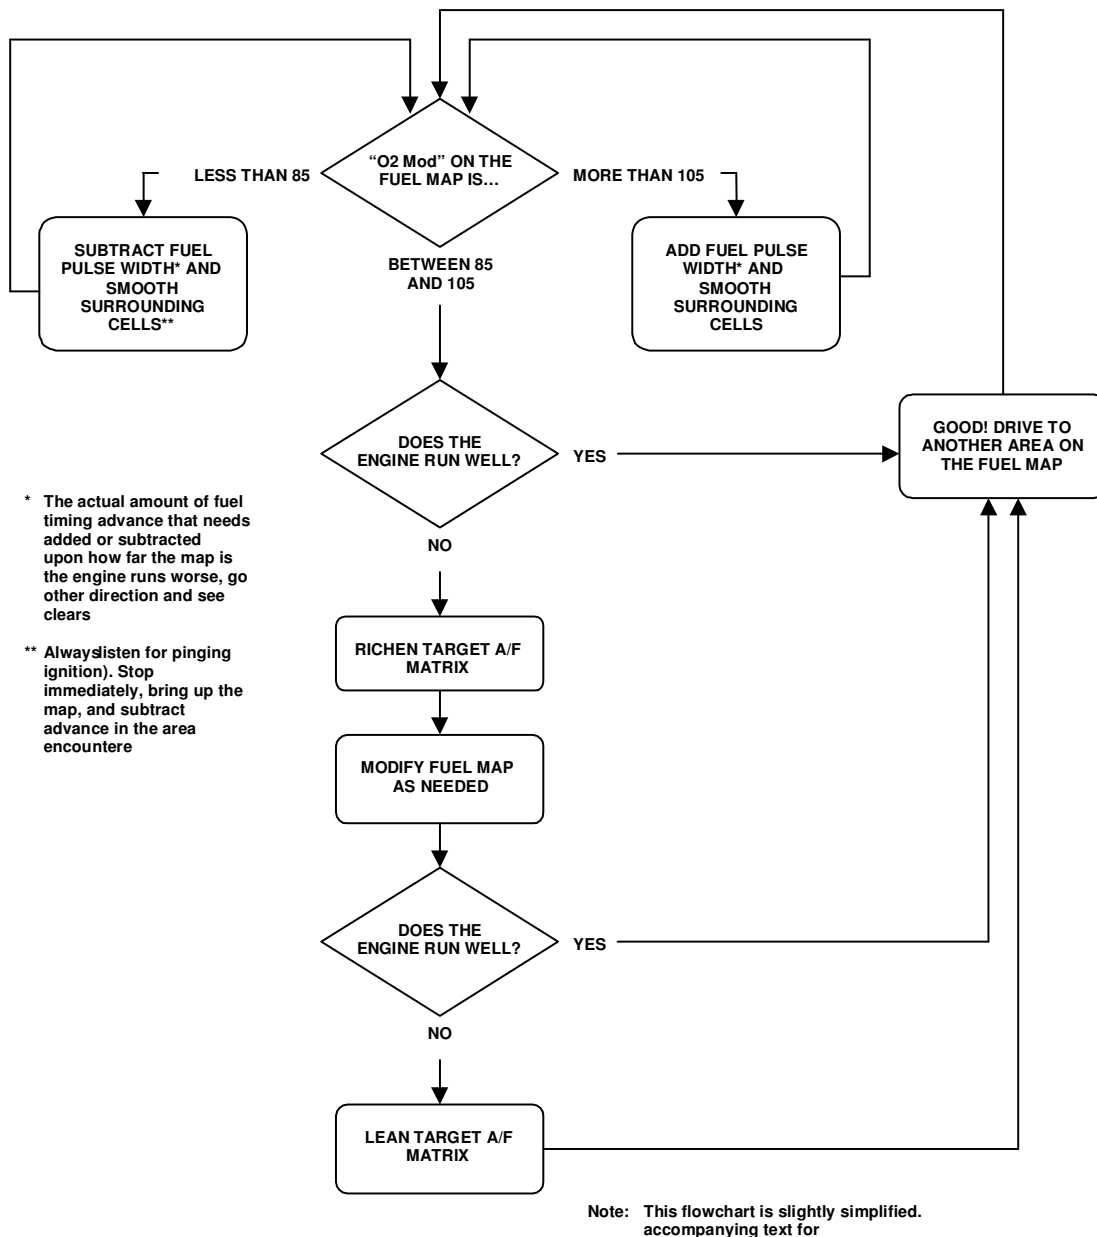 “O2 Mod” ON THE
FUEL MAP IS…
LESS THAN 85
MORE THAN 105
SUBTRACT FUEL
PULSE WIDTH* AND
SMOOTH
SURROUNDING
CELLS**
ADD FUEL PULSE
WIDTH* AND
SMOOTH
SURROUNDING
CELLS
BETWEEN 85
AND 105
DOES THE
ENGINE RUN WELL?
YES
GOOD! DRIVE TO
ANOTHER AREA ON
THE FUEL MAP
NO
* The actual amount of fuel
timing advance that needs
added or subtracted
upon how far the map is
the engine runs worse, go
other direction and see
clears
** Alwayslisten for pinging
ignition). Stop
immediately, bring up the
map, and subtract
advance in the area
encountere
RICHEN TARGET A/F
MATRIX
MODIFY FUEL MAP
AS NEEDED
DOES THE
ENGINE RUN WELL?
YES
NO
LEAN TARGET A/F
MATRIX
Note: This flowchart is slightly simplified.
accompanying text for